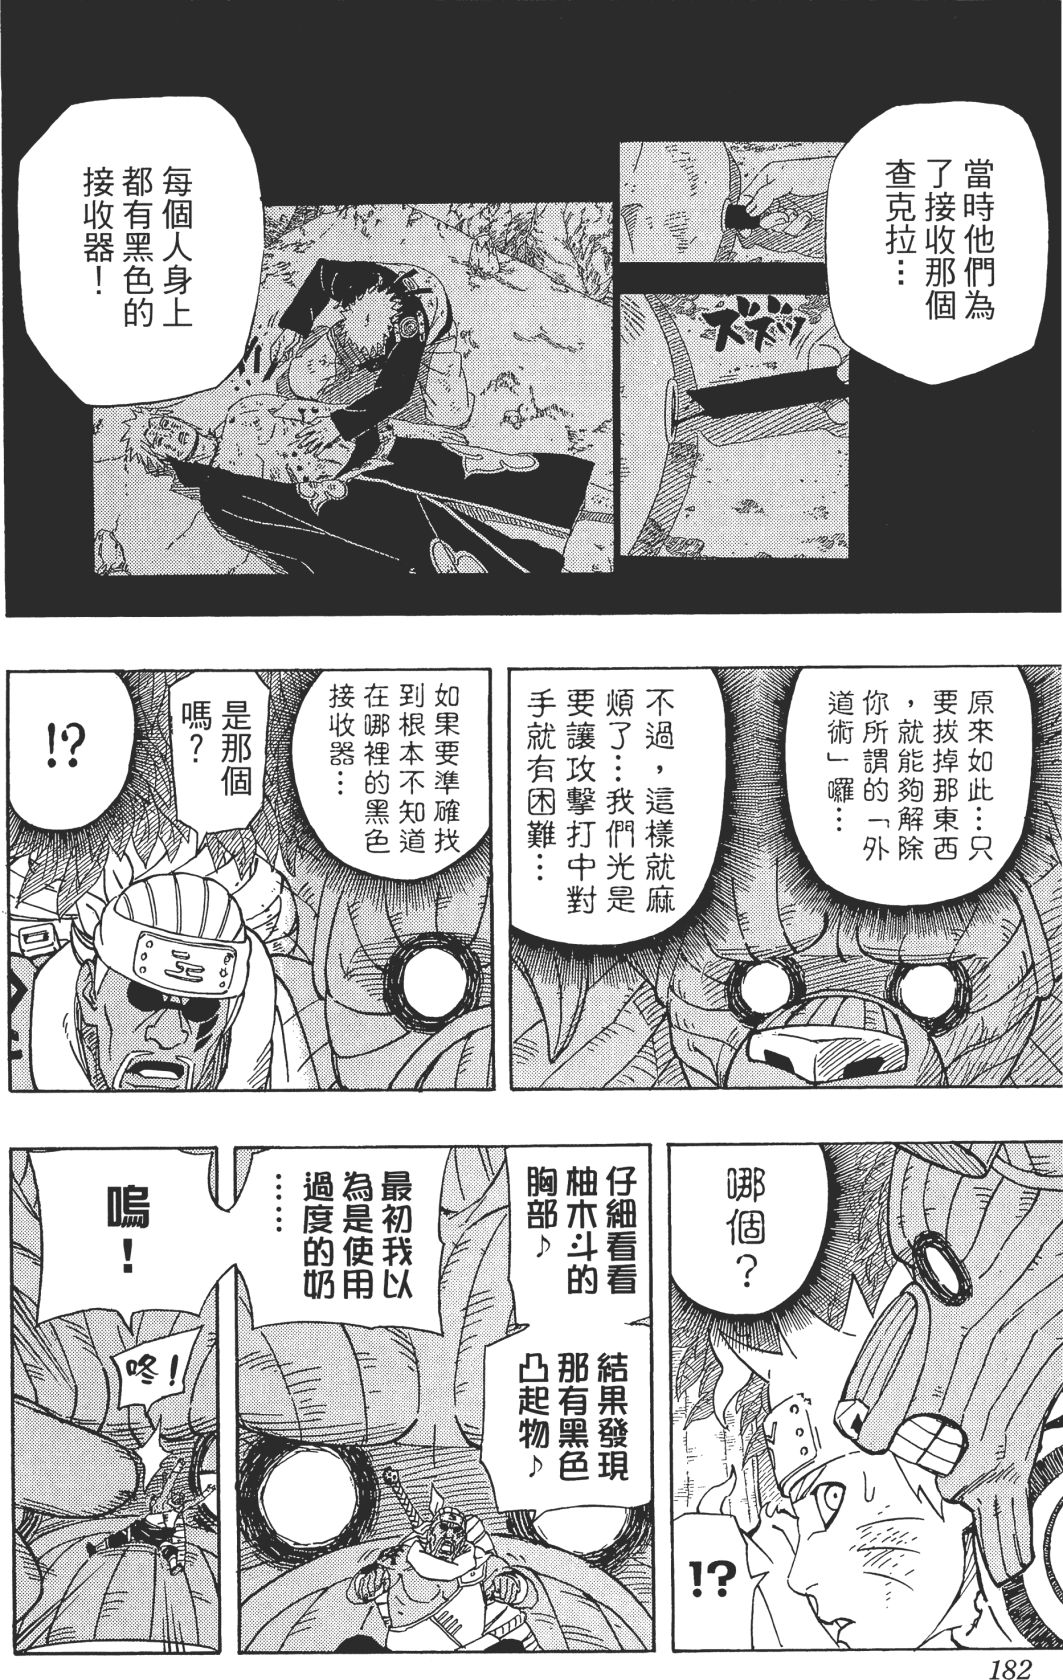 當時他們為
了接收那個
查克拉…
ズズッ
每個人身上
都有黑色的
接收器！
原來如此…只
要拔掉那東西
，就能夠解除
你所謂的「外
道術」囉…
不過，這樣就麻
煩了…我們光是
要讓攻擊打中對
手就有困難…
如果要準確找
到根本不知道
在哪裡的黑色
接收器…
是那個
嗎？
!?
哪個？
!?
仔細看看
柚木斗的
胸部♪
結果發現
那有黑色
凸起物♪
最初我以
為是使用
過度的奶
……
嗚！
咚！
182